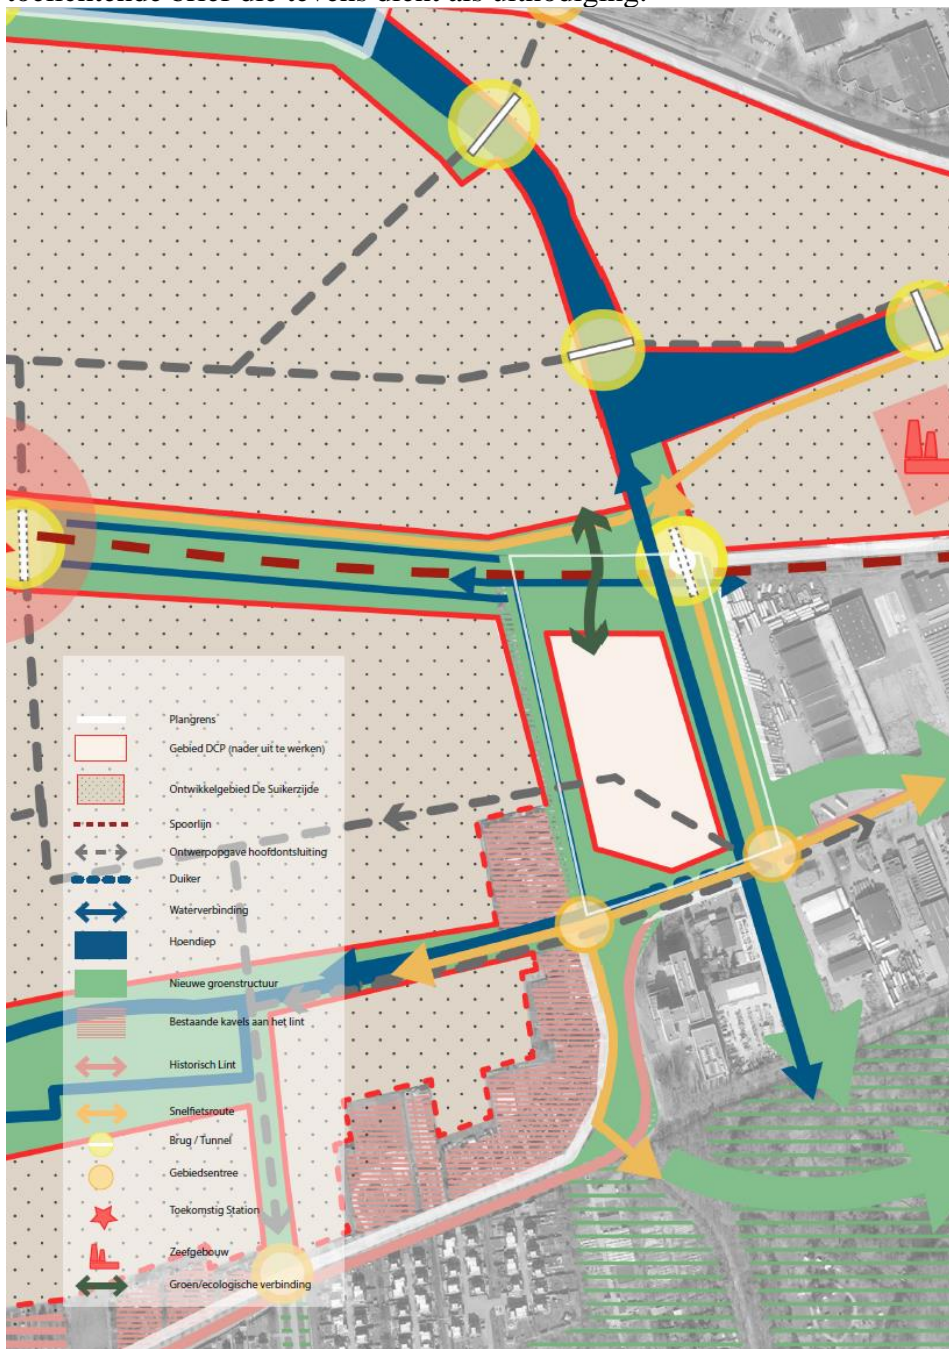 toelichtende brief die tevens dient als uitnodiging.
Plangrens
Gebied DCP (nader uit te werken)
Ontwikkelgebied De Suikerzijde
Spoorlijn
Ontwerpopgave hoofdontsluiting
Duiker
Waterverbinding
Hoendiep
Nieuwe groenstructuur
Bestaande kavels aan het lint
Historisch Lint
Snelfietsroute
Brug / Tunnel
Gebiedsentree
Toekomstig Station
Zeefgebouw
Groen/ecologische verbinding